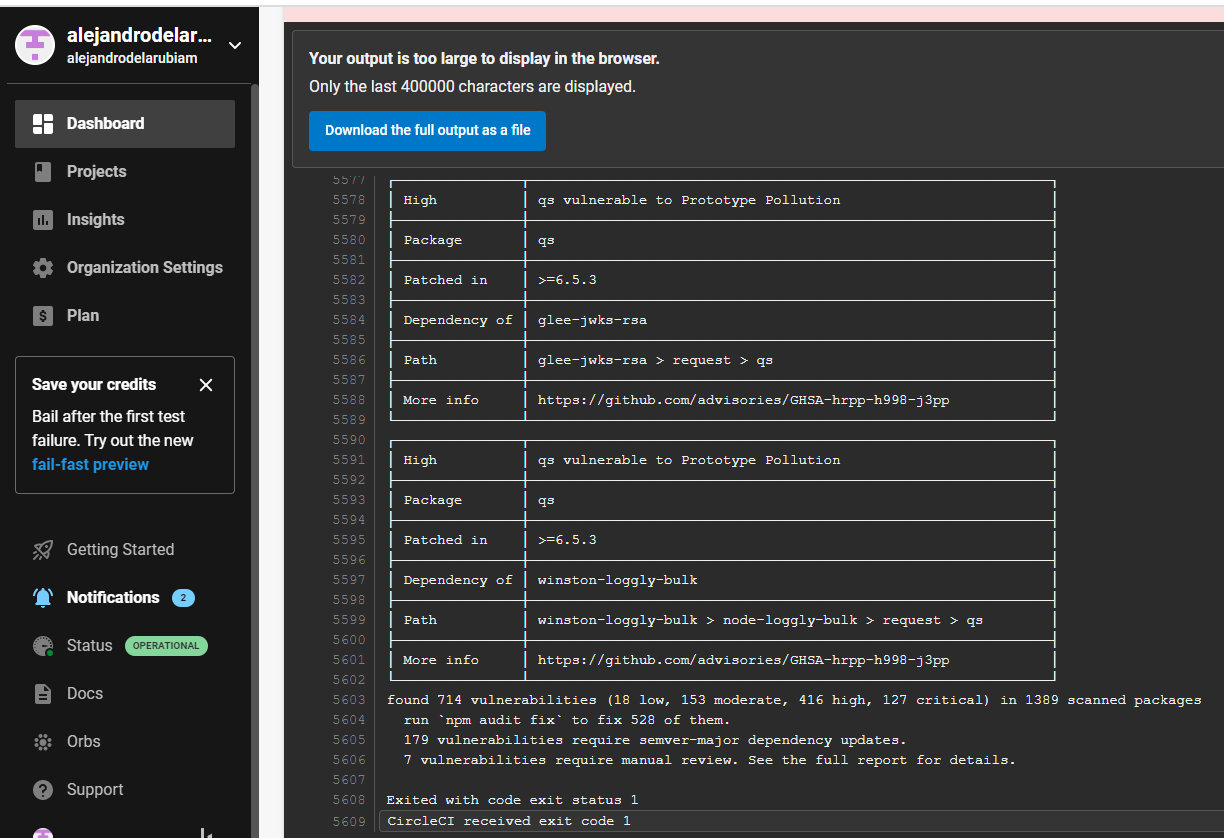 alejandrodelar...
alejandrodelarubiam
Dashboard
Projects
Insights
Organization Settings
$ Plan
Save your credits
Bail after the first test
failure. Try out the new
fail-fast preview
Getting Started
Notifications 2
Status OPERATIONAL
Docs
Orbs
? Support
Your output is too large to display in the browser.
Only the last 400000 characters are displayed.
Download the full output as a file
5577
5578 High qs vulnerable to Prototype Pollution
5579
5580 Package qs
5581
5582 Patched in >=6.5.3
5583
5584 Dependency of glee-jwks-rsa
5585
5586 Path glee-jwks-rsa > request > qs
5587
5588 More info https://github.com/advisories/GHSA-hrpp-h998-j3pp
5589
5590
5591 High qs vulnerable to Prototype Pollution
5592
5593 Package qs
5594
5595 Patched in >=6.5.3
5596
5597 Dependency of winston-loggly-bulk
5598
5599 Path winston-loggly-bulk > node-loggly-bulk > request > qs
5600
5601 More info https://github.com/advisories/GHSA-hrpp-h998-j3pp
5602
5603 found 714 vulnerabilities (18 low, 153 moderate, 416 high, 127 critical) in 1389 scanned packages
5604 run `npm audit fix` to fix 528 of them.
5605 179 vulnerabilities require semver-major dependency updates.
5606 7 vulnerabilities require manual review. See the full report for details.
5607
5608 Exited with code exit status 1
5609 CircleCI received exit code 1